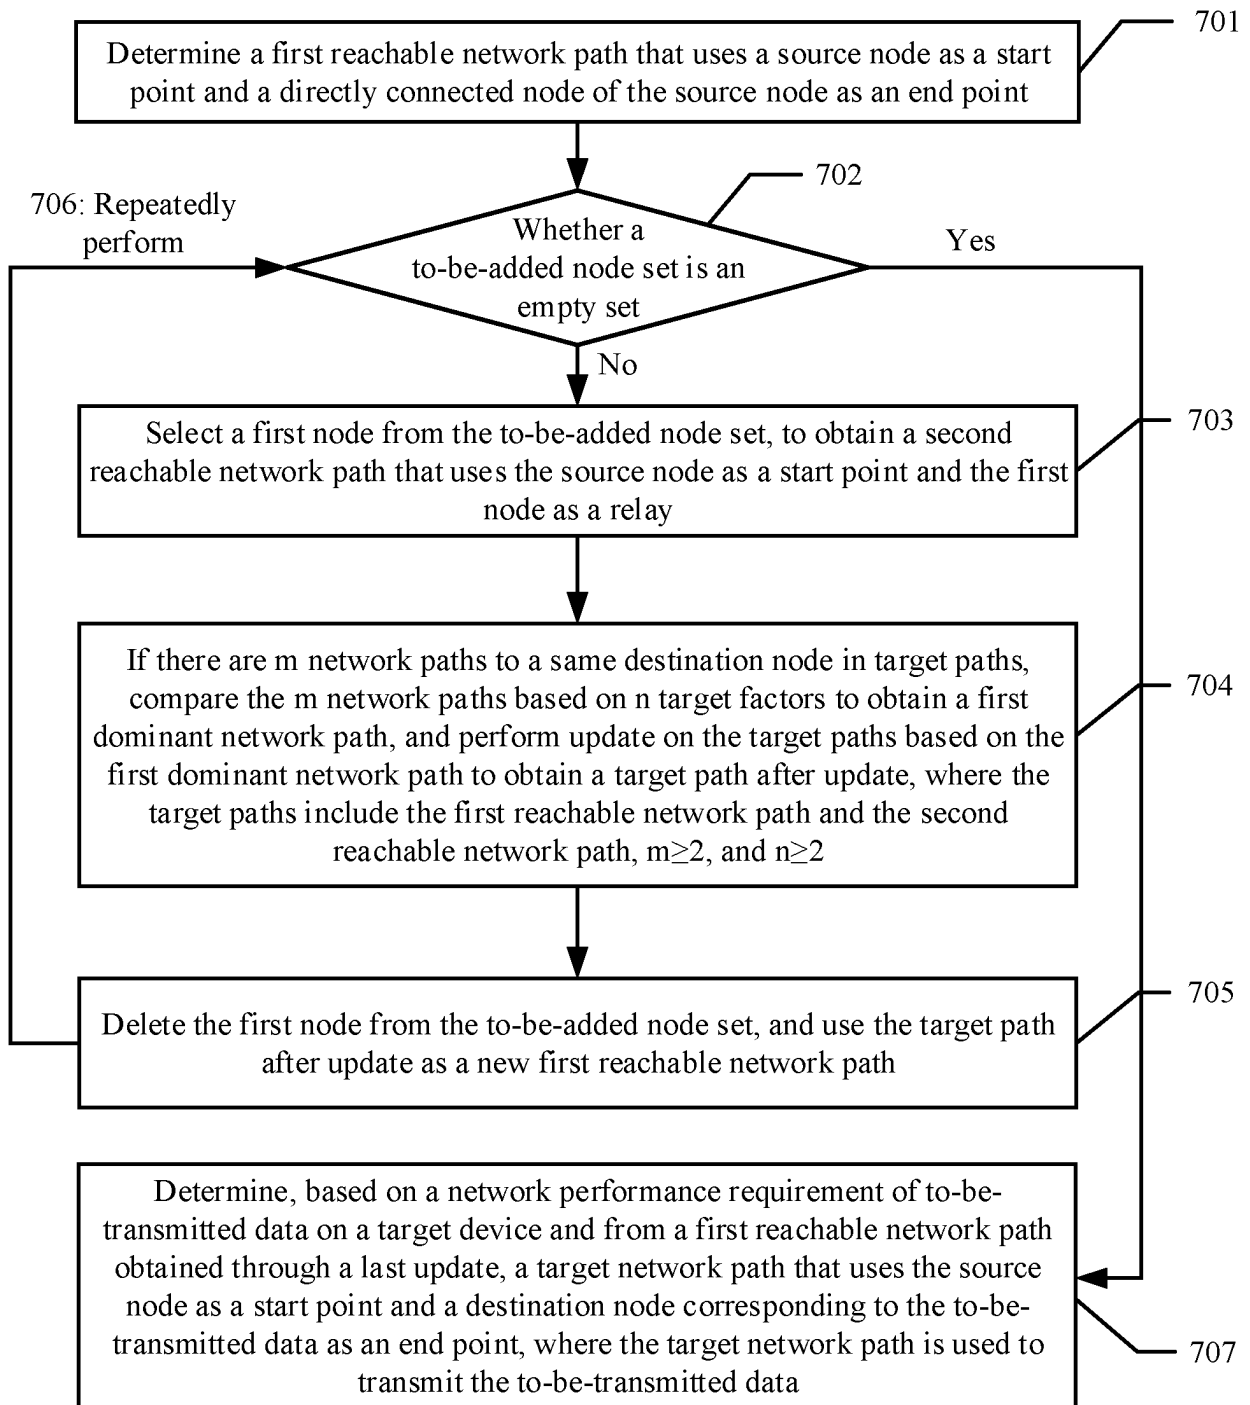 701
Determine a first reachable network path that uses a source node as a start
point and a directly connected node of the source node as an end point
702
706: Repeatedly
perform
Whether a
to-be-added node set is an
empty set
Yes
No
703
Select a first node from the to-be-added node set, to obtain a second
reachable network path that uses the source node as a start point and the first
node as a relay
704
If there are m network paths to a same destination node in target paths,
compare the m network paths based on n target factors to obtain a first
dominant network path, and perform update on the target paths based on the
first dominant network path to obtain a target path after update, where the
target paths include the first reachable network path and the second
reachable network path, m≥2, and n≥2
705
Delete the first node from the to-be-added node set, and use the target path
after update as a new first reachable network path
Determine, based on a network performance requirement of to-be-
transmitted data on a target device and from a first reachable network path
obtained through a last update, a target network path that uses the source
node as a start point and a destination node corresponding to the to-be-
transmitted data as an end point, where the target network path is used to
transmit the to-be-transmitted data
707